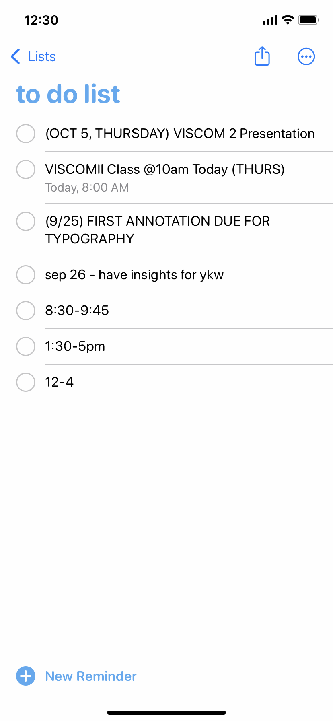 12:30
Lists
to do list
(OCT 5, THURSDAY) VISCOM 2 Presentation
VISCOMII Class @10am Today (THURS)
Today, 8:00 AM
(9/25) FIRST ANNOTATION DUE FOR
TYPOGRAPHY
sep 26 - have insights for ykw
8:30-9:45
1:30-5pm
12-4
New Reminder